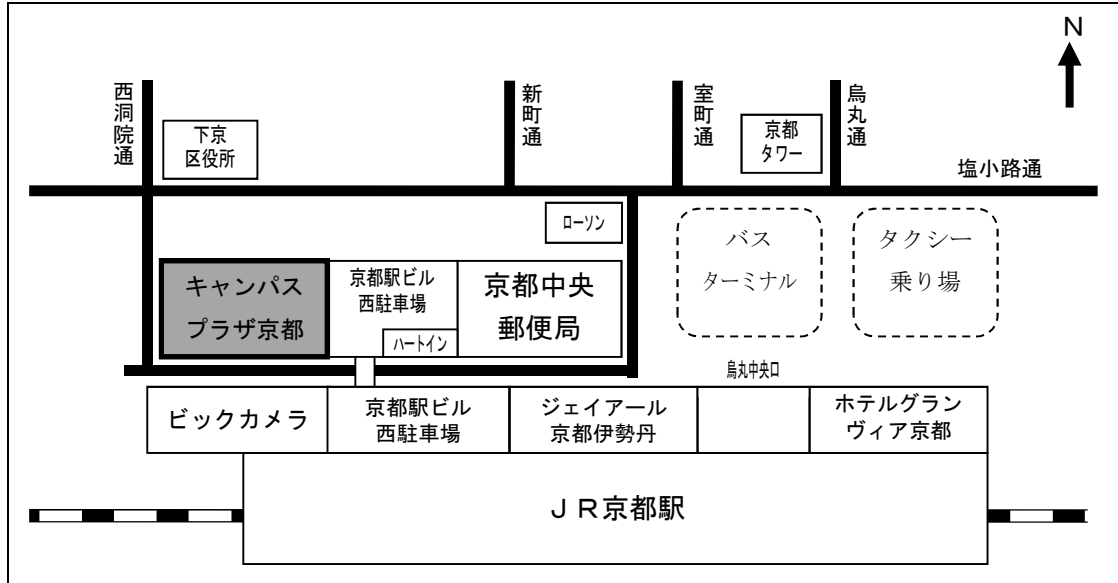 N
西洞院通
新町通
室町通
烏丸通
下京
区役所
京都
タワー
塩小路通
ローソン
バス
ターミナル
タクシー
乗り場
キャンパス
プラザ京都
京都駅ビル
西駐車場
ハートイン
京都中央
郵便局
烏丸中央口
ビックカメラ
京都駅ビル
西駐車場
ジェイアール
京都伊勢丹
ホテルグラン
ヴィア京都
ＪＲ京都駅